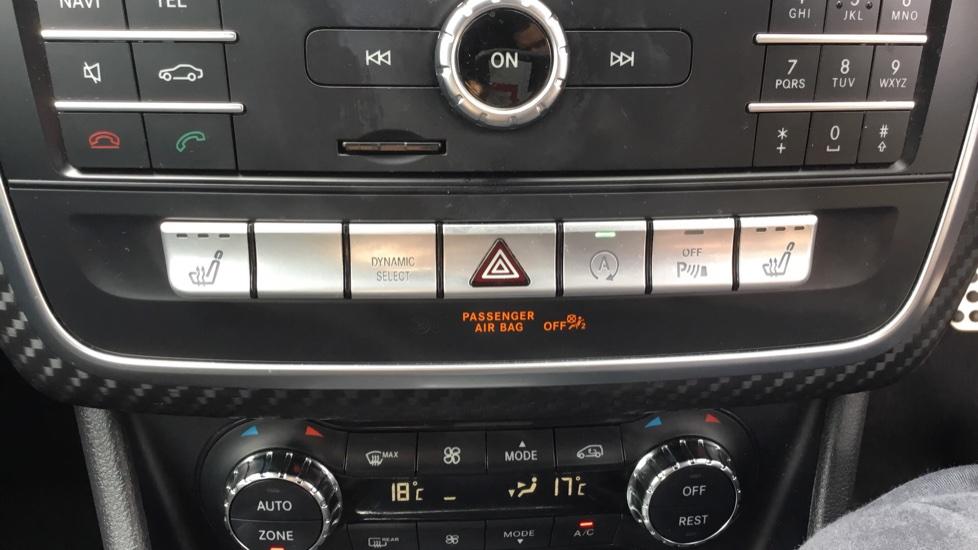 NAVI TEL
GHI JKL MNO
ON
7 PQRS 8 TUV 9 WXYZ
* + 0 #
DYNAMIC
SELECT
A
OFF
P
PASSENGER
AIR BAG OFF 2
MAX MODE
AUTO
ZONE
18°C 17°C
OFF
REST
REAR MODE A/C